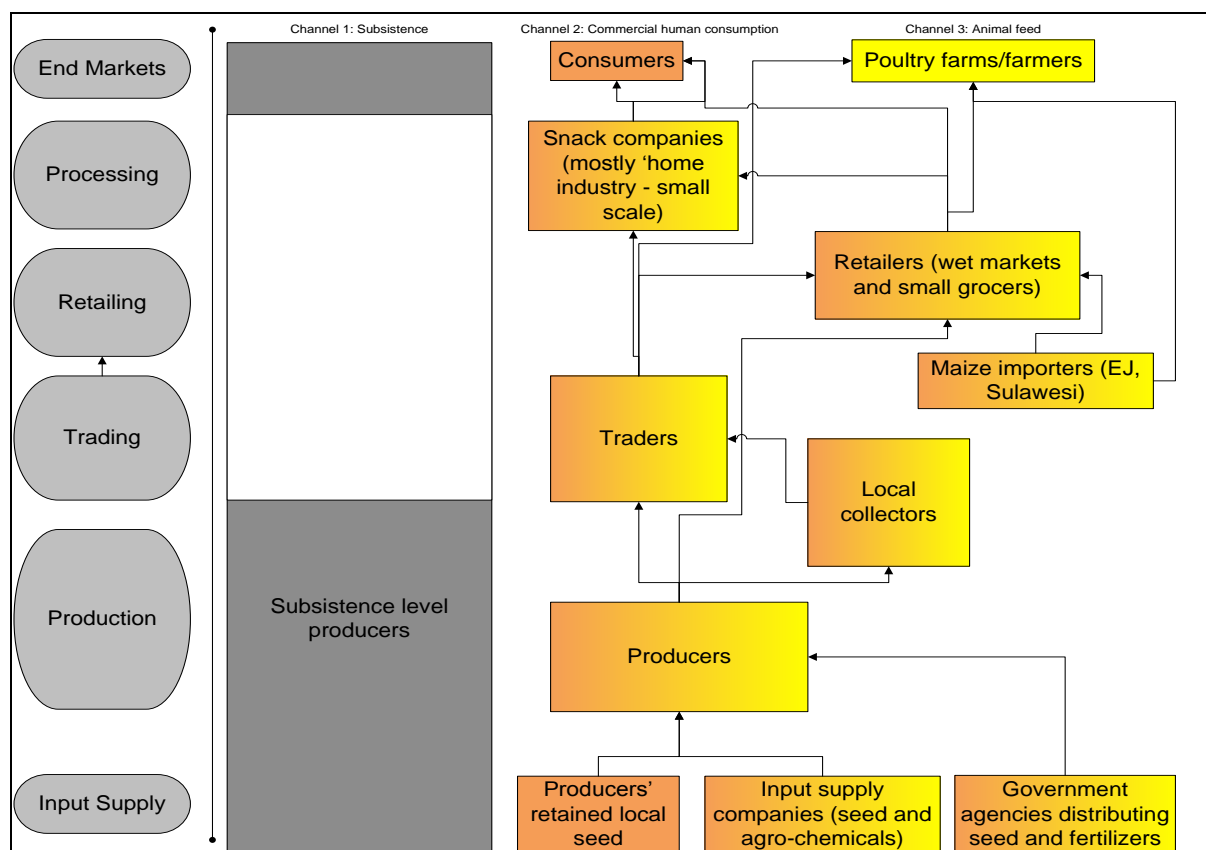 Channel 1: Subsistence
Channel 2: Commercial human consumption
Channel 3: Animal feed
End Markets
Consumers
Poultry farms/farmers
Processing
Snack companies
(mostly ‘home
industry - small
scale)
Retailing
Retailers (wet markets
and small grocers)
Maize importers (EJ,
Sulawesi)
Trading
Traders
Local
collectors
Production
Subsistence level
producers
Producers
Input Supply
Producers’
retained local
seed
Input supply
companies (seed and
agro-chemicals)
Government
agencies distributing
seed and fertilizers